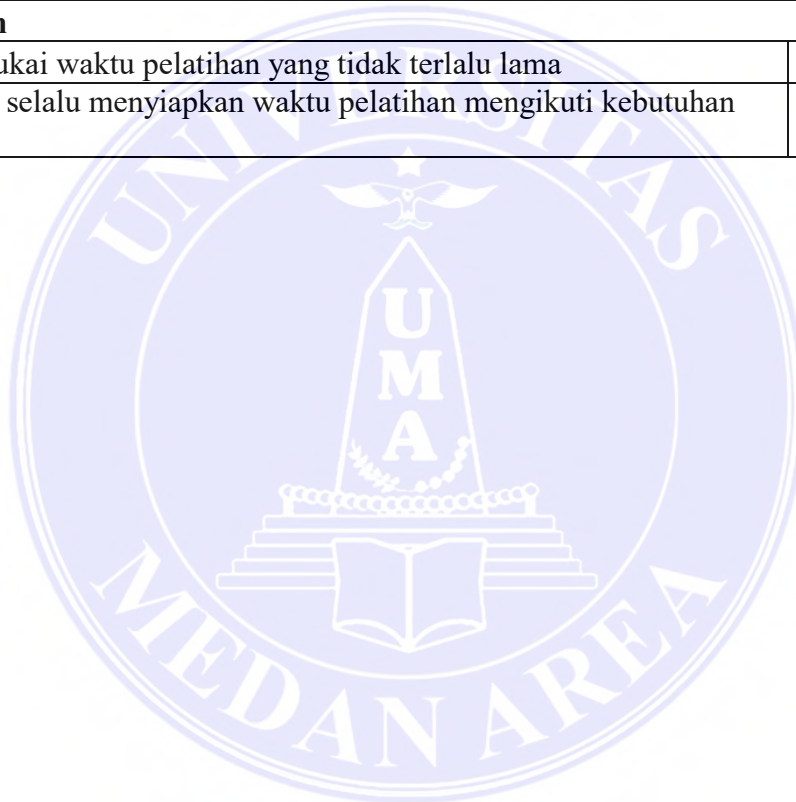 n
ukai waktu pelatihan yang tidak terlalu lama
selalu menyiapkan waktu pelatihan mengikuti kebutuhan
UNIVERSITAS
U
M
A
MEDAN AREA